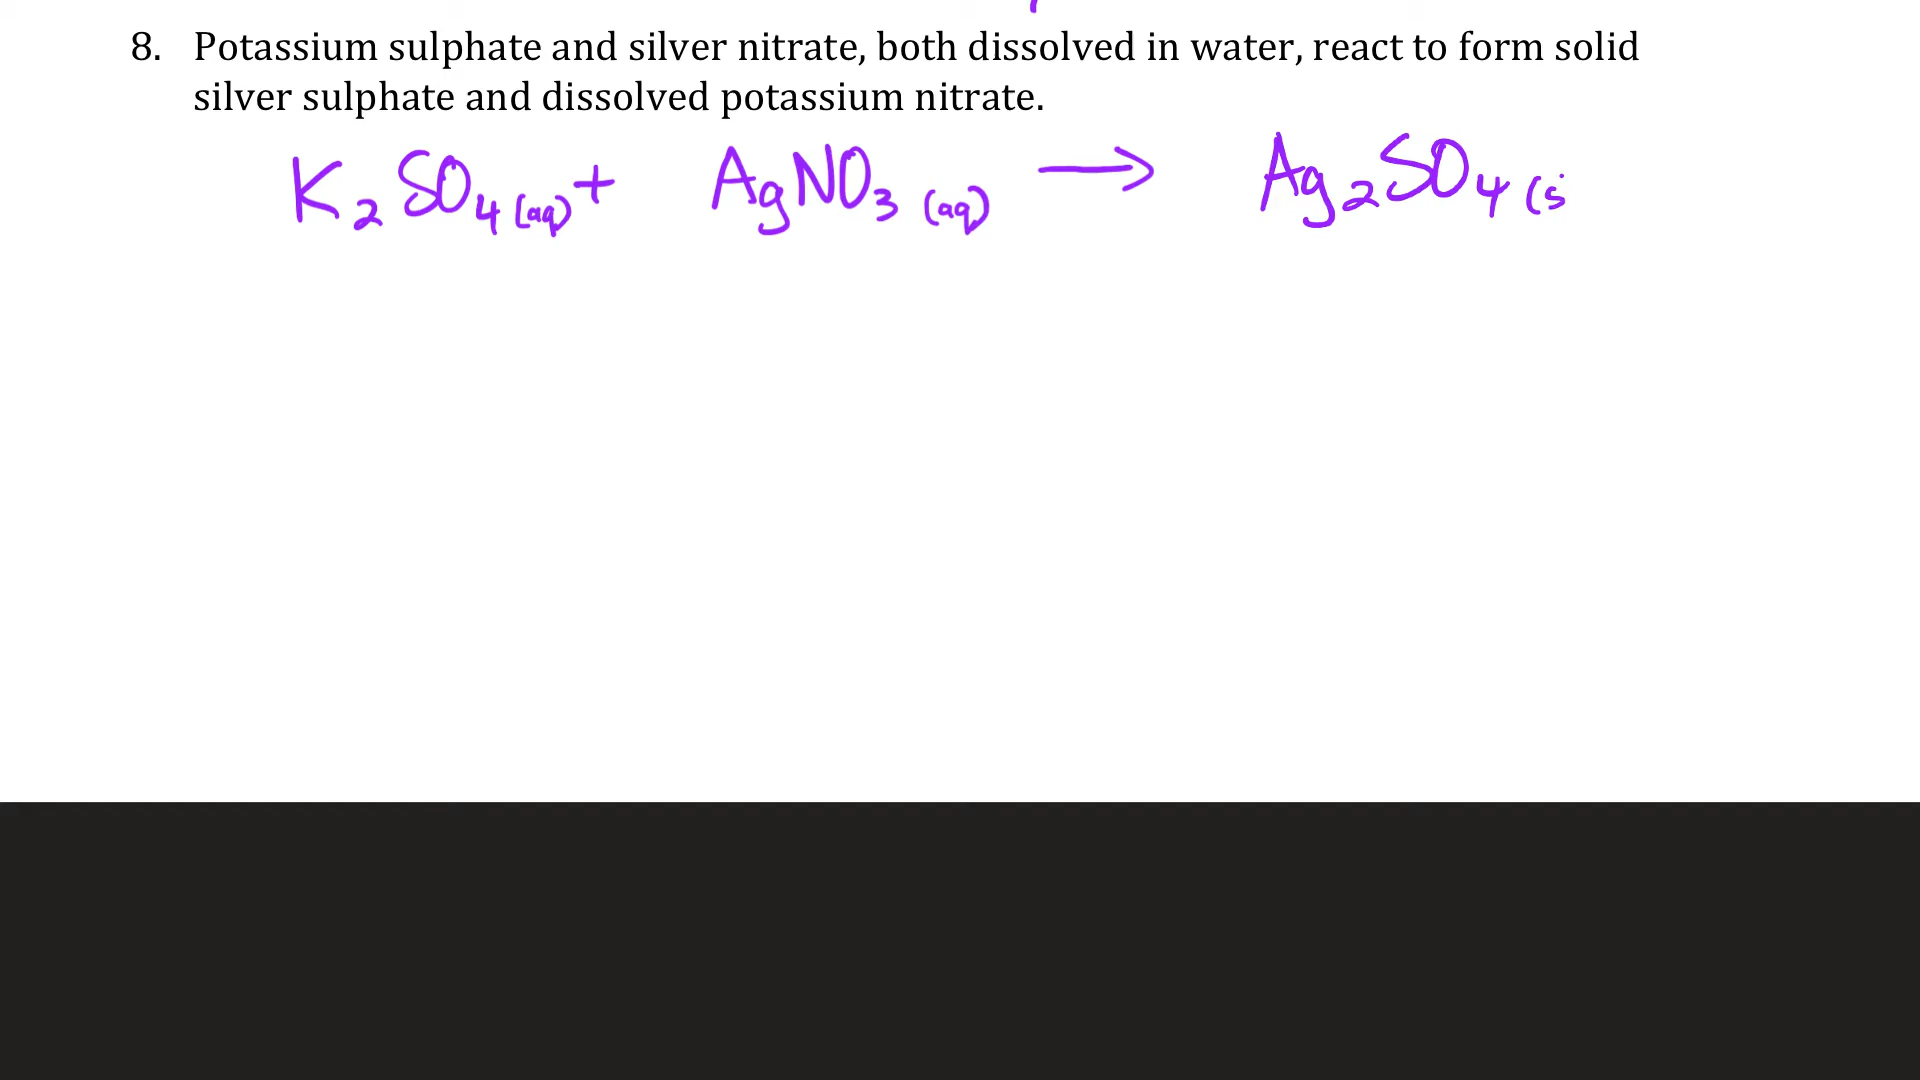 8. Potassium sulphate and silver nitrate, both dissolved in water, react to form solid
silver sulphate and dissolved potassium nitrate.
K₂SO₄(aq) + AgNO₃(aq) → Ag₂SO₄(s